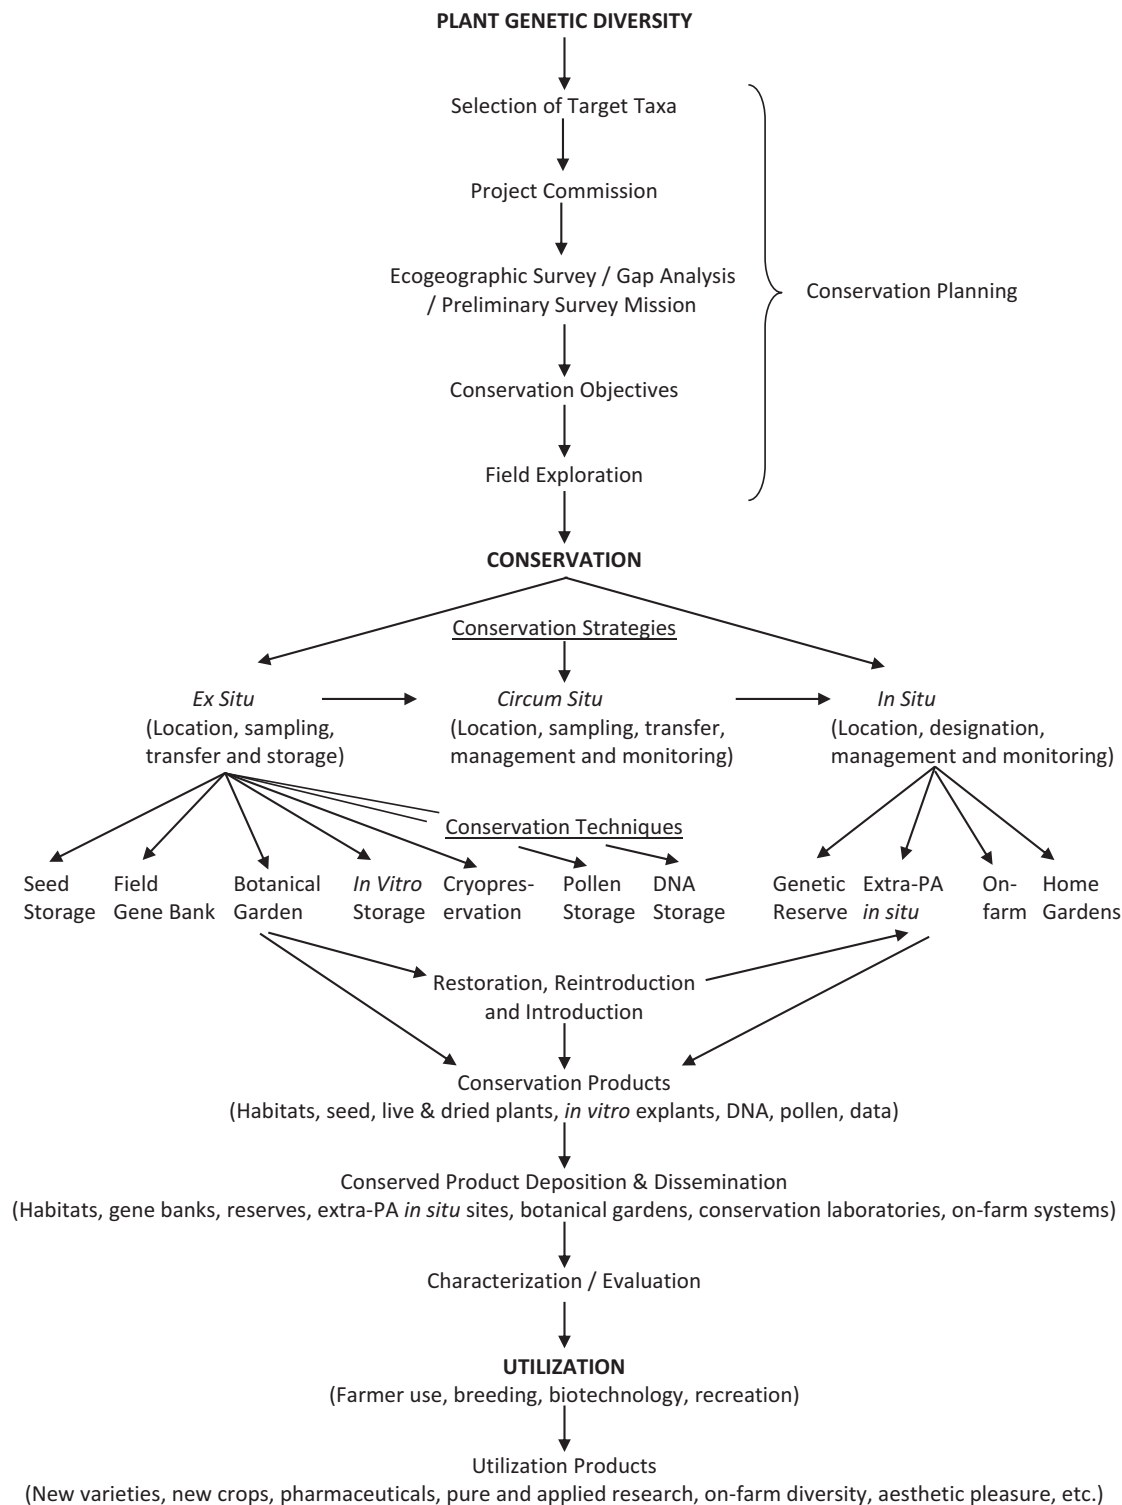 PLANT GENETIC DIVERSITY
Selection of Target Taxa
Project Commission
Ecogeographic Survey / Gap Analysis
/ Preliminary Survey Mission
Conservation Planning
Conservation Objectives
Field Exploration
CONSERVATION
Conservation Strategies
Ex Situ
(Location, sampling,
transfer and storage)
Circum Situ
(Location, sampling, transfer,
management and monitoring)
In Situ
(Location, designation,
management and monitoring)
Conservation Techniques
Seed
Storage
Field
Gene Bank
Botanical
Garden
In Vitro
Storage
Cryopres-
ervation
Pollen
Storage
DNA
Storage
Genetic
Reserve
Extra-PA
in situ
On-
farm
Home
Gardens
Restoration, Reintroduction
and Introduction
Conservation Products
(Habitats, seed, live & dried plants, in vitro explants, DNA, pollen, data)
Conserved Product Deposition & Dissemination
(Habitats, gene banks, reserves, extra-PA in situ sites, botanical gardens, conservation laboratories, on-farm systems)
Characterization / Evaluation
UTILIZATION
(Farmer use, breeding, biotechnology, recreation)
Utilization Products
(New varieties, new crops, pharmaceuticals, pure and applied research, on-farm diversity, aesthetic pleasure, etc.)